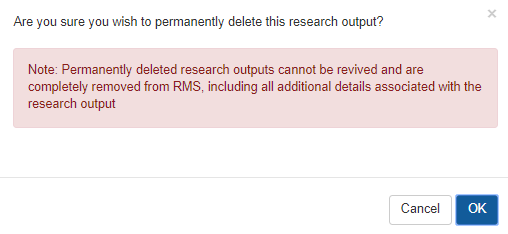 Are you sure you wish to permanently delete this research output?
×
Note: Permanently deleted research outputs cannot be revived and are
completely removed from RMS, including all additional details associated with the
research output
Cancel
OK